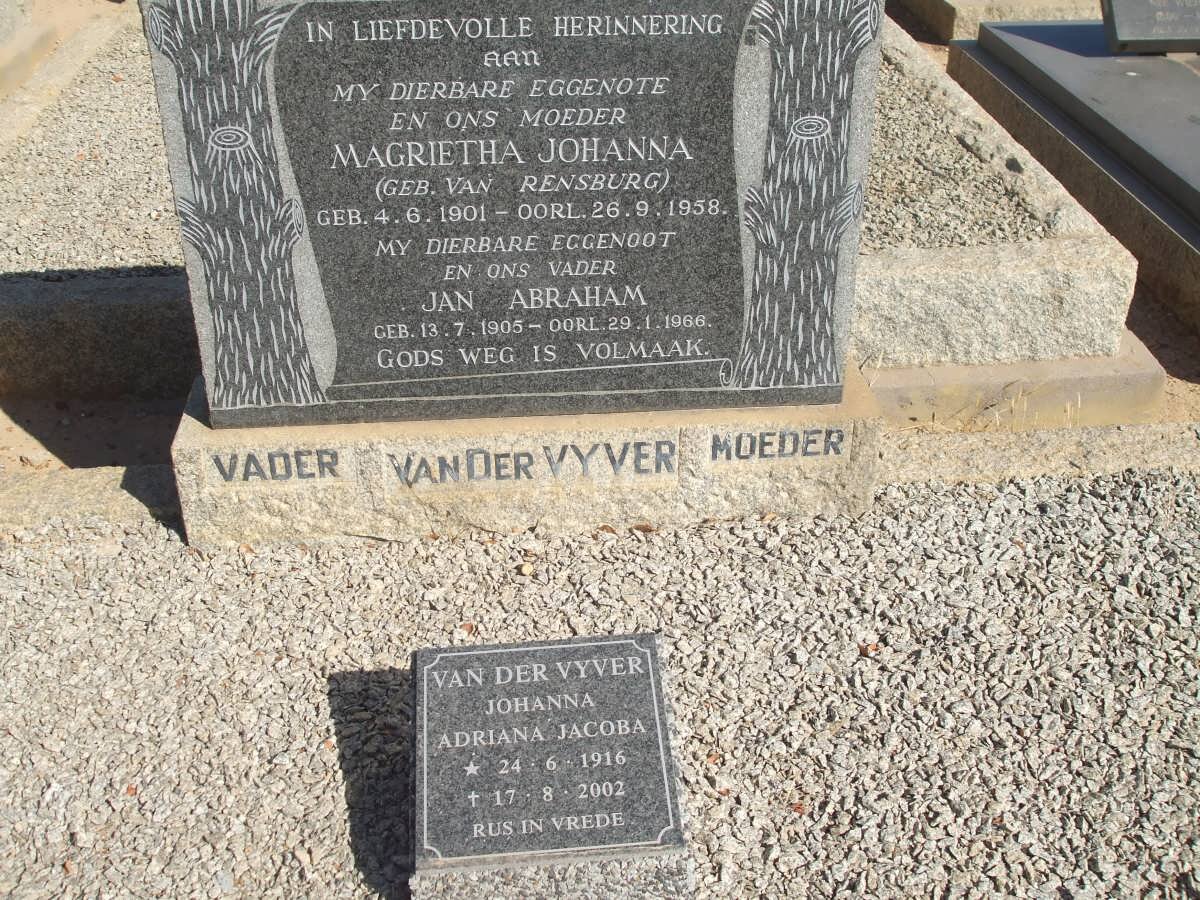 IN LIEFDEVOLLE HERINNERING
AAN
MY DIERBARE EGGENOTE
EN ONS MOEDER
MAGRIETHA JOHANNA
(GEB. VAN RENSBURG)
GEB. 4.6.1901 – OORL. 26.9.1958.
MY DIERBARE EGGENOOT
EN ONS VADER
JAN ABRAHAM
GEB. 13.7.1905 – OORL. 29.1.1966.
GODS WEG IS VOLMAAK.
VADER VAN DER VYVER MOEDER
VAN DER VYVER
JOHANNA
ADRIANA JACOBA
★ 24·6·1916
✝ 17·8·2002
RUS IN VREDE